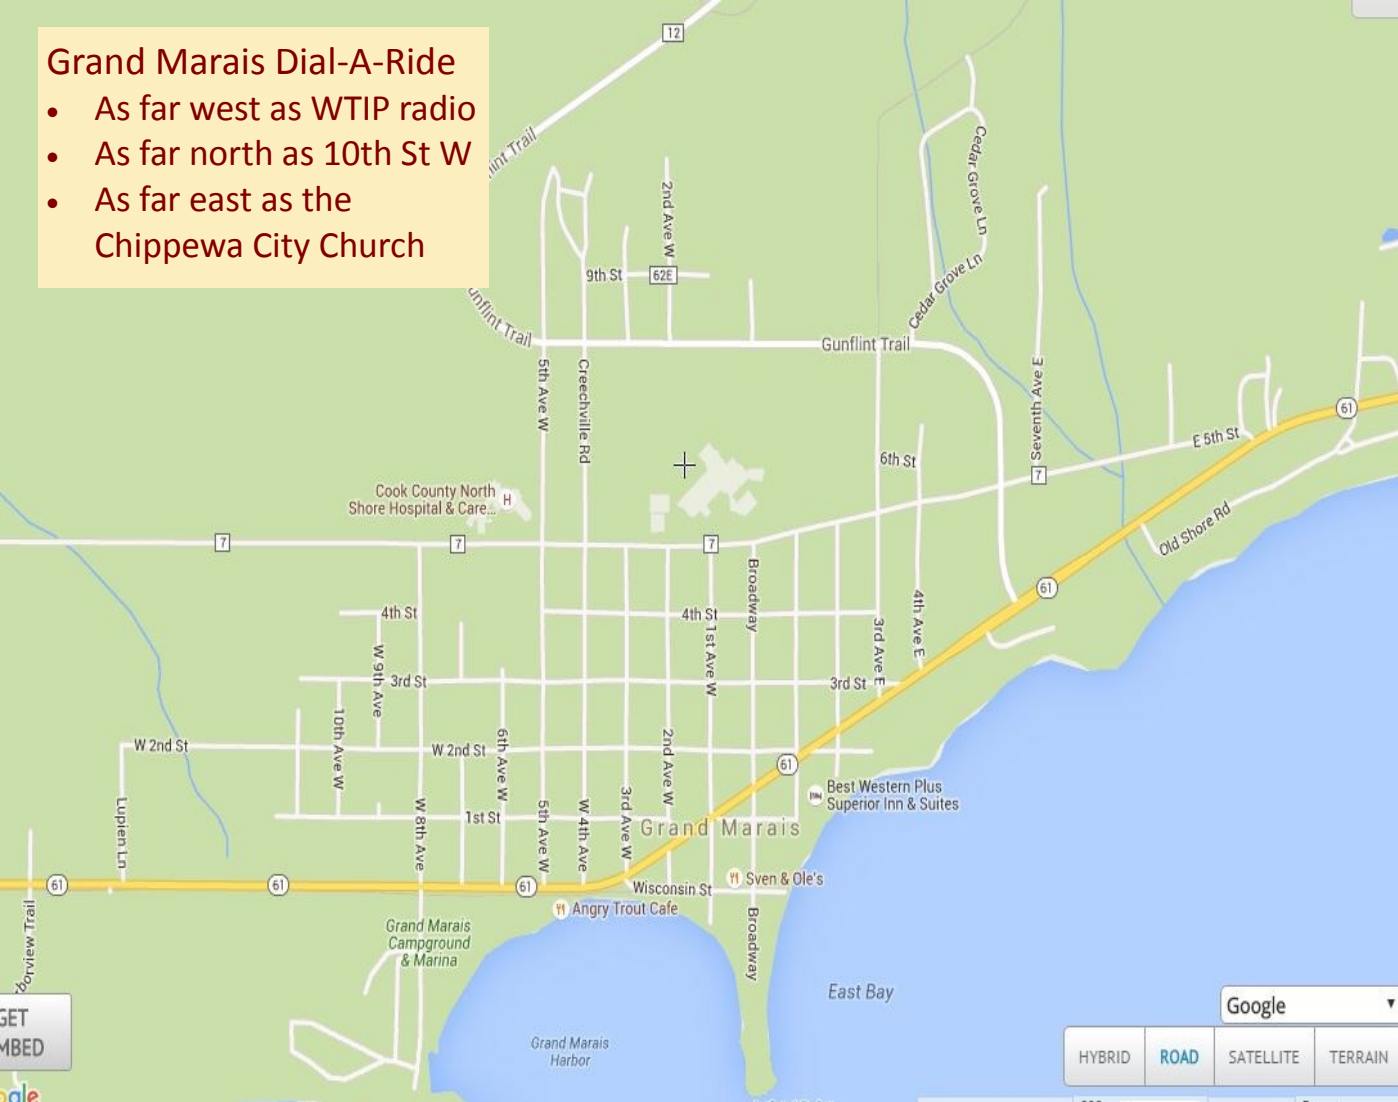 Grand Marais Dial-A-Ride
• As far west as WTIP radio
• As far north as 10th St W
• As far east as the
Chippewa City Church
12
Cedar Grove Ln
2nd Ave W
9th St
62E
Cedar Grove Ln
Trail
Trail
Gunflint Trail
5th Ave W
Creechville Rd
Seventh Ave E
61
E 5th St
6th St
7
Cook County North
Shore Hospital & Care...
H
Old Shore Rd
7
7
7
Broadway
61
4th St
4th St
1st Ave W
3rd Ave E
4th Ave E
W 9th Ave
3rd St
3rd St
10th Ave W
W 2nd St
W 2nd St
6th Ave W
2nd Ave W
61
Best Western Plus
Superior Inn & Suites
Lupien Ln
W 8th Ave
1st St
5th Ave W
W 4th Ave
3rd Ave W
Grand Marais
61
61
61
Wisconsin St
Sven & Ole's
Angry Trout Cafe
Broadway
Grand Marais
Campground
& Marina
East Bay
Grand Marais
Harbor
Google
HYBRID
ROAD
SATELLITE
TERRAIN